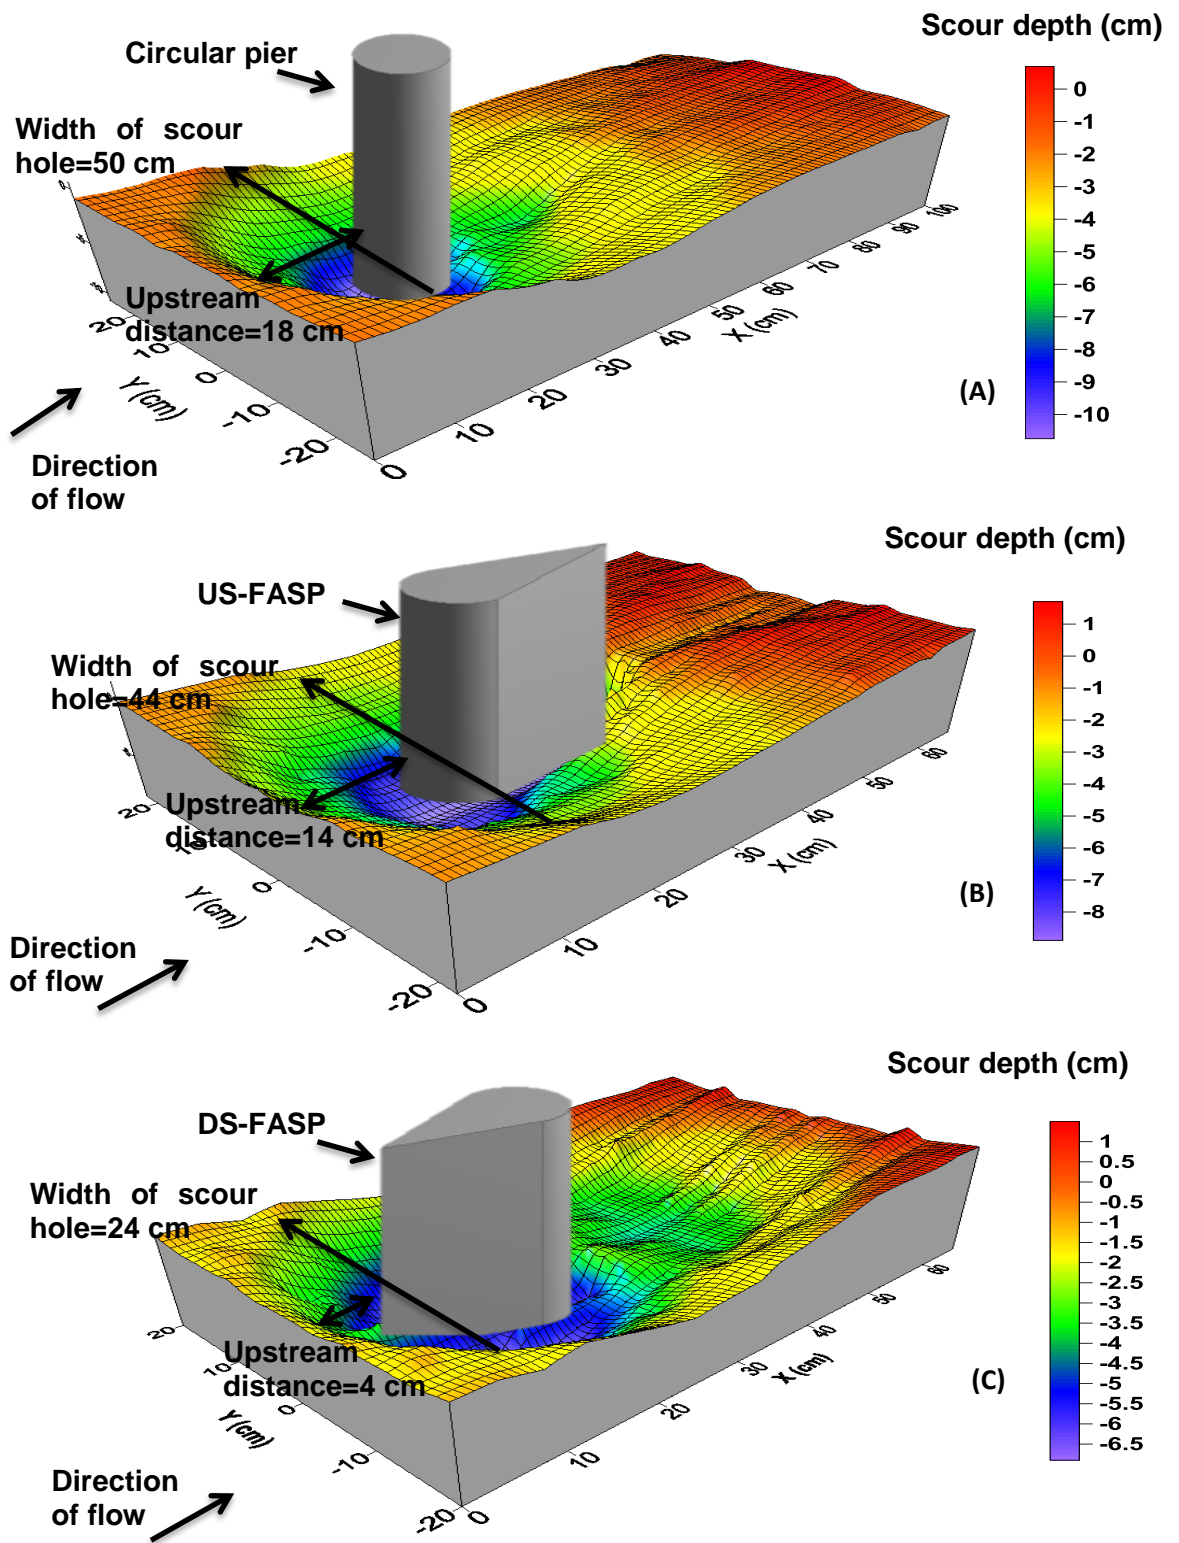 Scour depth (cm)
Circular pier
Width of scour
hole=50 cm
Upstream
distance=18 cm
20
10
0
-10
-20
Y (cm)
0
10
20
30
40
50
60
70
80
90
100
X (cm)
Direction
of flow
(A)
0
-1
-2
-3
-4
-5
-6
-7
-8
-9
-10
Scour depth (cm)
US-FASP
Width of scour
hole=44 cm
Upstream
distance=14 cm
20
10
0
-10
-20
Y (cm)
0
10
20
30
40
50
60
X (cm)
Direction
of flow
(B)
1
0
-1
-2
-3
-4
-5
-6
-7
-8
Scour depth (cm)
DS-FASP
Width of scour
hole=24 cm
Upstream
distance=4 cm
20
10
0
-10
-20
Y (cm)
0
10
20
30
40
50
60
X (cm)
Direction
of flow
(C)
1
0.5
0
-0.5
-1
-1.5
-2
-2.5
-3
-3.5
-4
-4.5
-5
-5.5
-6
-6.5